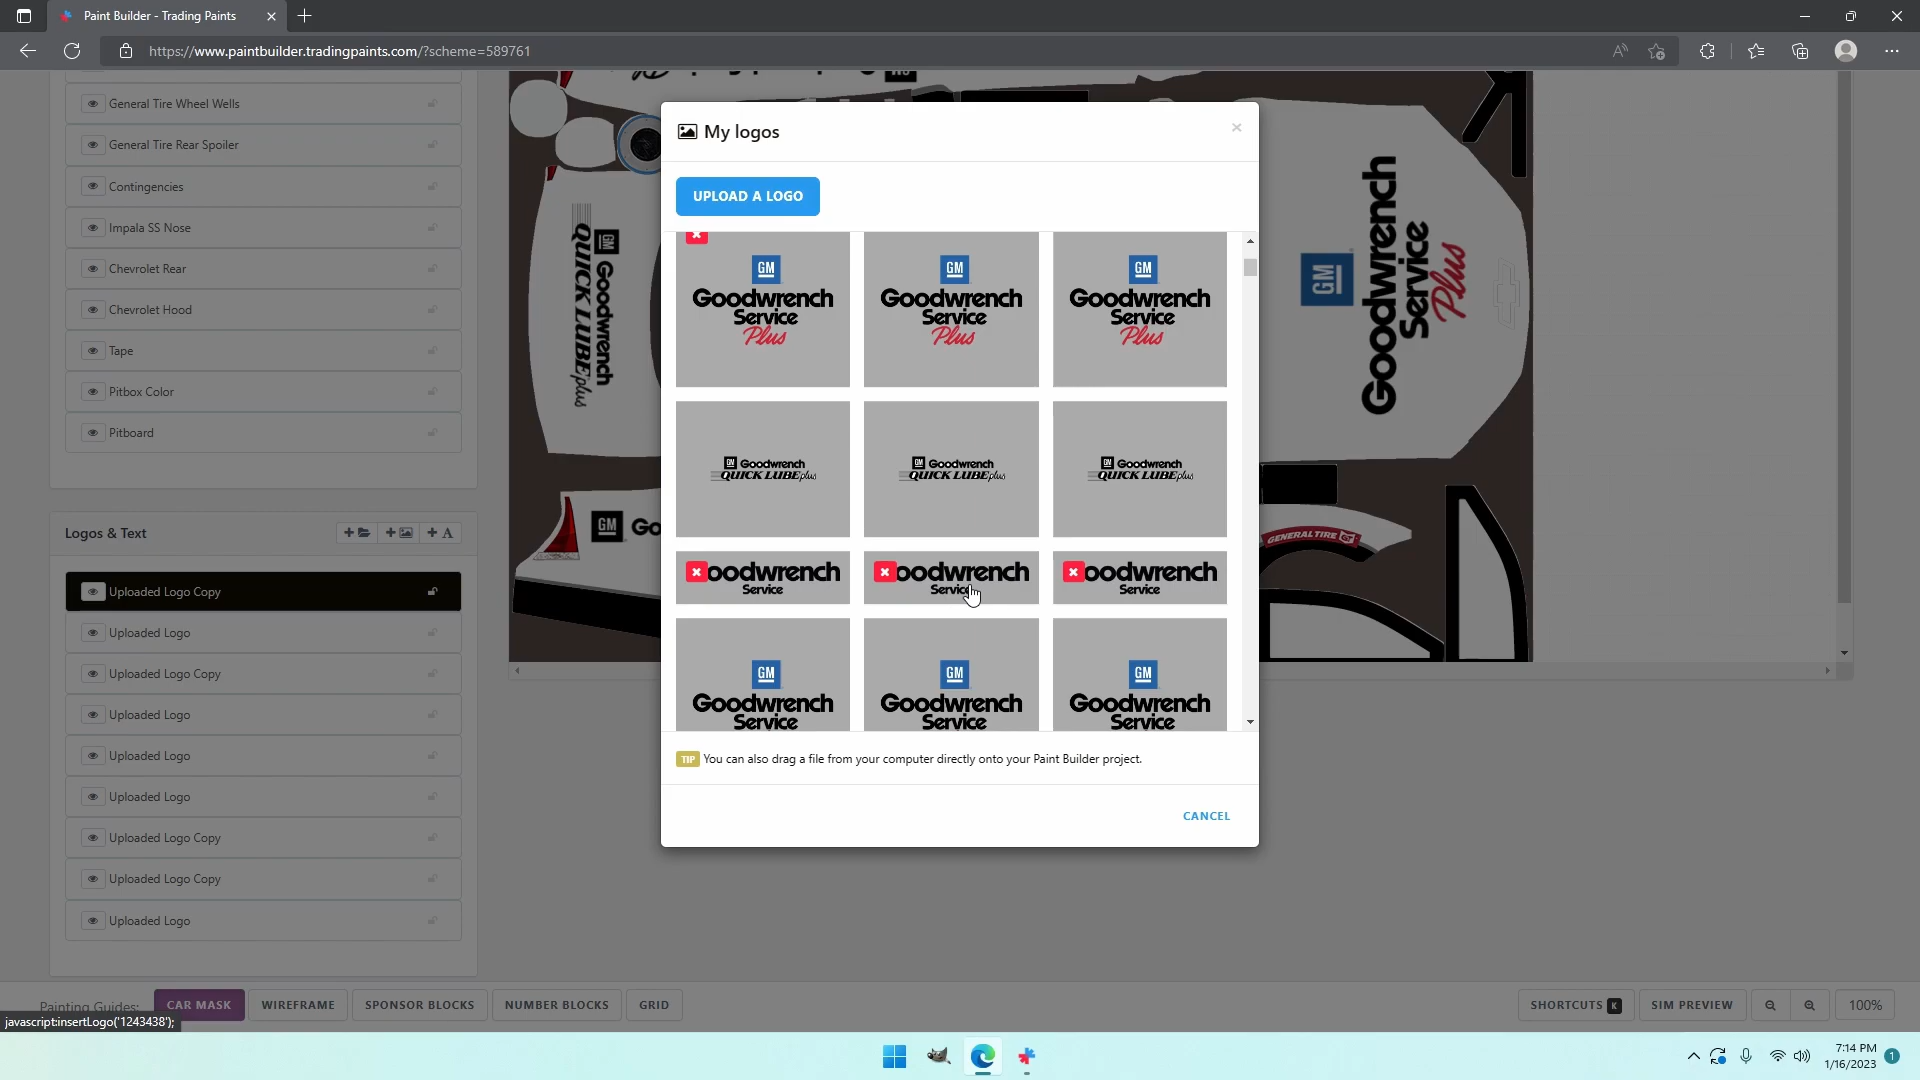 Paint Builder - Trading Paints
https://www.paintbuilder.tradingpaints.com/?scheme=589761
General Tire Wheel Wells
General Tire Rear Spoiler
Contingencies
Impala SS Nose
Chevrolet Rear
Chevrolet Hood
Tape
Pitbox Color
Pitboard
Logos & Text
A
Uploaded Logo Copy
Uploaded Logo
Uploaded Logo Copy
Uploaded Logo
Uploaded Logo
Uploaded Logo
Uploaded Logo Copy
Uploaded Logo Copy
Uploaded Logo
GM Goodwrench
QUICK LUBE plus
GM Go
My logos
UPLOAD A LOGO
GM
Goodwrench
Service
Plus
GM
Goodwrench
Service
Plus
GM
Goodwrench
Service
Plus
GM Goodwrench
QUICK LUBE plus
GM Goodwrench
QUICK LUBE plus
GM Goodwrench
QUICK LUBE plus
oodwrench
Service
oodwrench
Service
oodwrench
Service
GM
Goodwrench
Service
GM
Goodwrench
Service
GM
Goodwrench
Service
TIP You can also drag a file from your computer directly onto your Paint Builder project.
CANCEL
GM
Goodwrench
Service
Plus
GENERAL TIRE
Painting Guides:
CAR MASK
WIREFRAME
SPONSOR BLOCKS
NUMBER BLOCKS
GRID
SHORTCUTS K
SIM PREVIEW
100%
javascript:insertLogo('1243438');
7:14 PM
1/16/2023
1